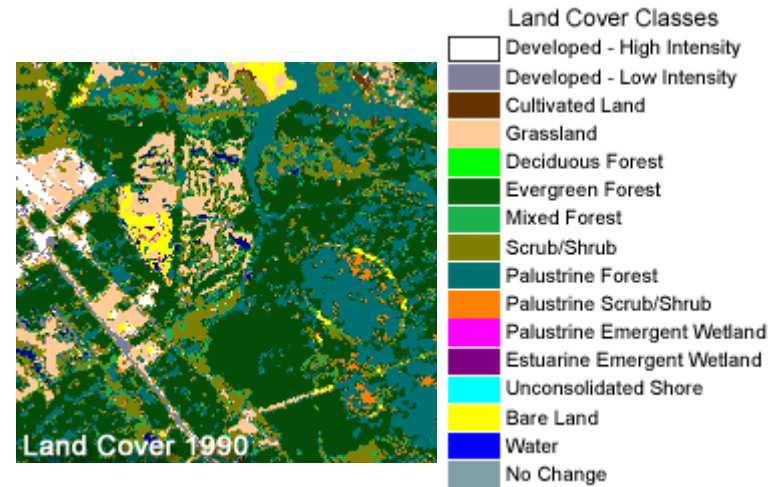 Land Cover Classes
Developed - High Intensity
Developed - Low Intensity
Cultivated Land
Grassland
Deciduous Forest
Evergreen Forest
Mixed Forest
Scrub/Shrub
Palustrine Forest
Palustrine Scrub/Shrub
Palustrine Emergent Wetland
Estuarine Emergent Wetland
Unconsolidated Shore
Bare Land
Water
No Change
Land Cover 1990